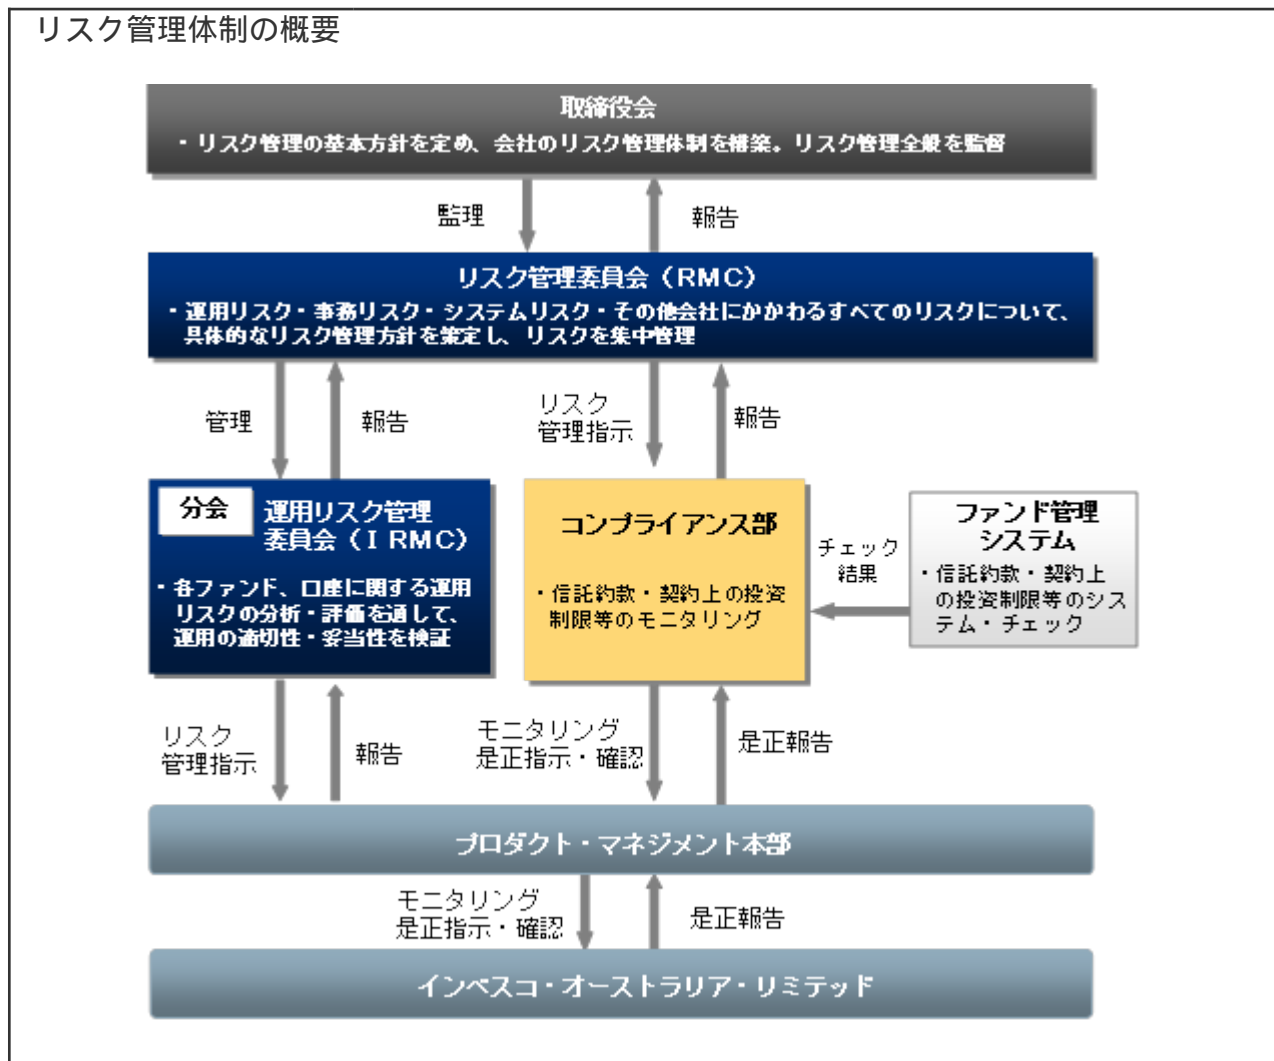 リスク管理体制の概要
取締役会
・リスク管理の基本方針を定め、会社のリスク管理体制を構築。リスク管理全般を監督
監理
報告
リスク管理委員会（RMC）
・運用リスク・事務リスク・システムリスク・その他会社にかかわるすべてのリスクについて、
具体的なリスク管理方針を策定し、リスクを集中管理
管理
報告
リスク
管理指示
報告
分会
運用リスク管理
委員会（IRMC）
・各ファンド、口座に関する運用
リスクの分析・評価を通して、
運用の適切性・妥当性を検証
コンプライアンス部
・信託約款・契約上の投資
制限等のモニタリング
チェック
結果
ファンド管理
システム
・信託約款・契約上
の投資制限等のシス
テム・チェック
リスク
管理指示
報告
モニタリング
是正指示・確認
是正報告
プロダクト・マネジメント本部
モニタリング
是正指示・確認
是正報告
インベスコ・オーストラリア・リミテッド